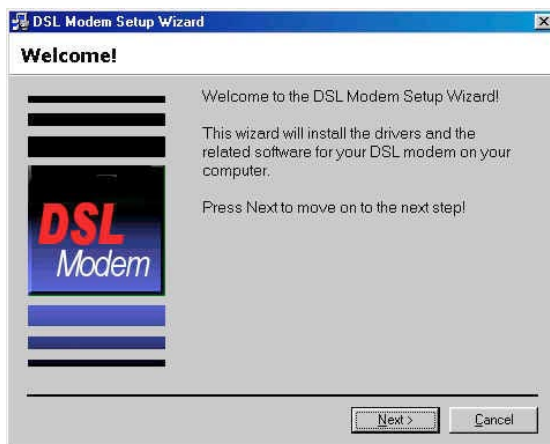 DSL Modem Setup Wizard
Welcome!
Welcome to the DSL Modem Setup Wizard!
This wizard will install the drivers and the
related software for your DSL modem on your
computer.
Press Next to move on to the next step!
DSL
Modem
Next >
Cancel